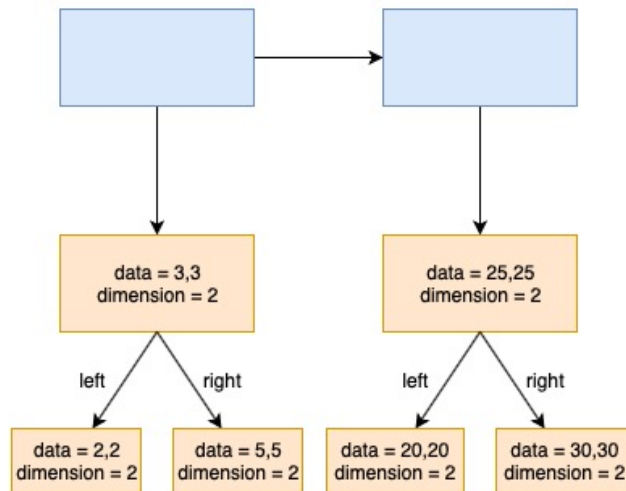 data = 3,3
dimension = 2
data = 25,25
dimension = 2
left
right
left
right
data = 2,2
dimension = 2
data = 5,5
dimension = 2
data = 20,20
dimension = 2
data = 30,30
dimension = 2